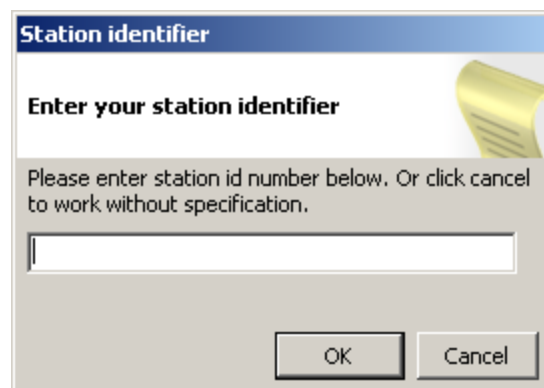 Station identifier
Enter your station identifier
Please enter station id number below. Or click cancel
to work without specification.
OK
Cancel